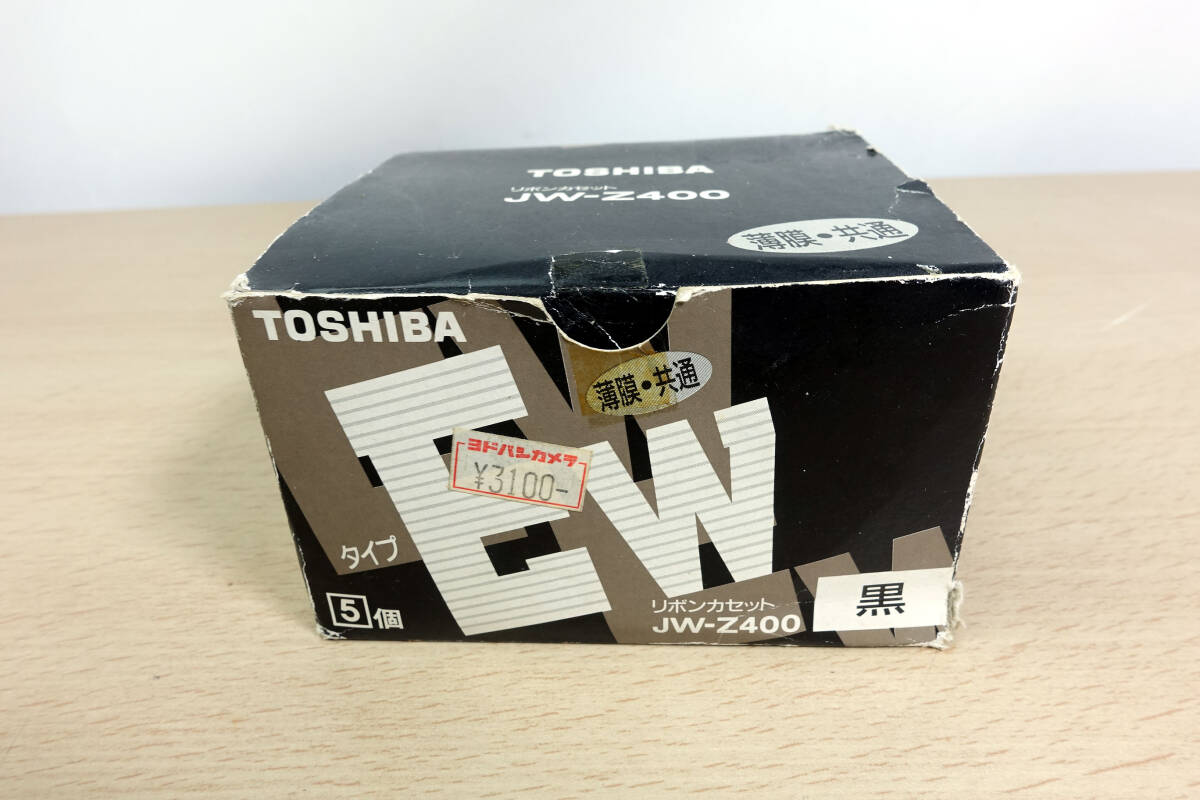 TOSHIBA
リボンカセット
JW-Z400
薄膜・共通
TOSHIBA
薄膜・共通
タイプ
EW
ヨドバシカメラ
¥3100-
5個
リボンカセット
JW-Z400
黒